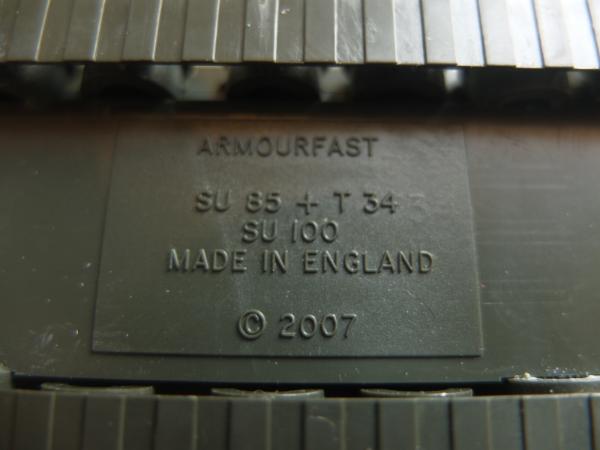 ARMOURFAST
SU 85 + T 34
SU 100
MADE IN ENGLAND
© 2007